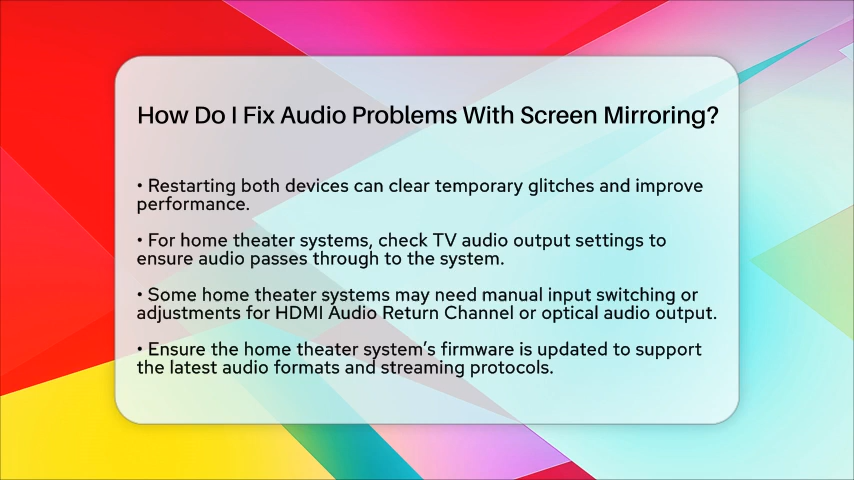 How Do I Fix Audio Problems With Screen Mirroring?
• Restarting both devices can clear temporary glitches and improve
performance.
• For home theater systems, check TV audio output settings to
ensure audio passes through to the system.
• Some home theater systems may need manual input switching or
adjustments for HDMI Audio Return Channel or optical audio output.
• Ensure the home theater system’s firmware is updated to support
the latest audio formats and streaming protocols.